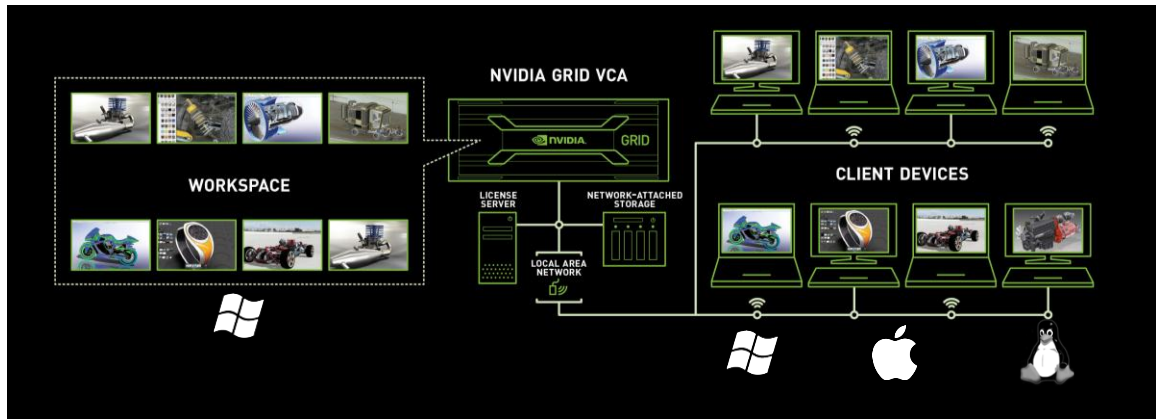 NVIDIA GRID VCA
NVIDIA.
GRID
WORKSPACE
LICENSE
SERVER
NETWORK-ATTACHED
STORAGE
LOCAL AREA
NETWORK
CLIENT DEVICES